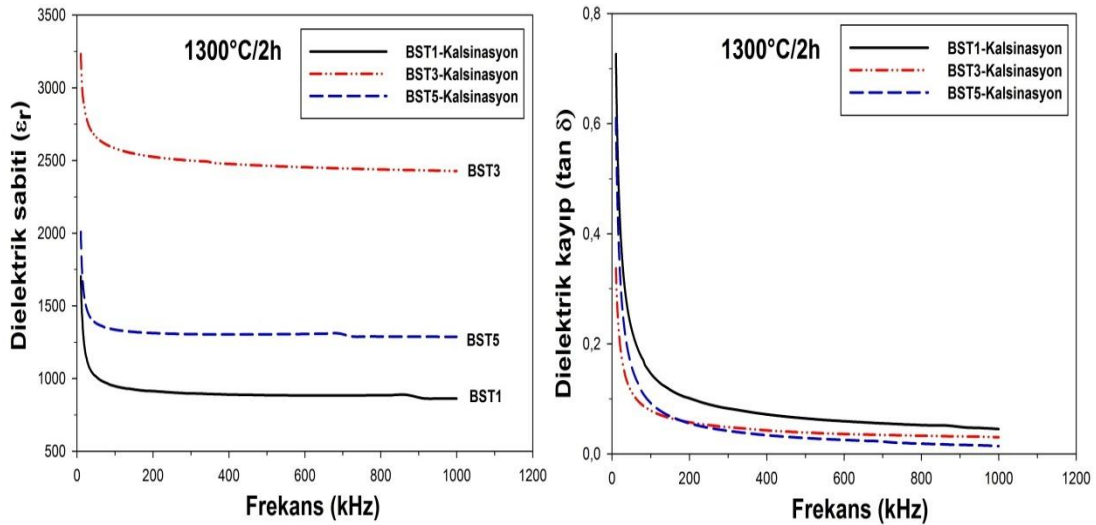 1300°C/2h
BST1-Kalsinasyon
BST3-Kalsinasyon
BST5-Kalsinasyon
Dielektrik sabiti (εr)
3500
3000
2500
2000
1500
1000
500
BST3
BST5
BST1
0
200
400
600
800
1000
1200
Frekans (kHz)
1300°C/2h
BST1-Kalsinasyon
BST3-Kalsinasyon
BST5-Kalsinasyon
Dielektrik kayıp (tan δ)
0,8
0,6
0,4
0,2
0,0
0
200
400
600
800
1000
1200
Frekans (kHz)